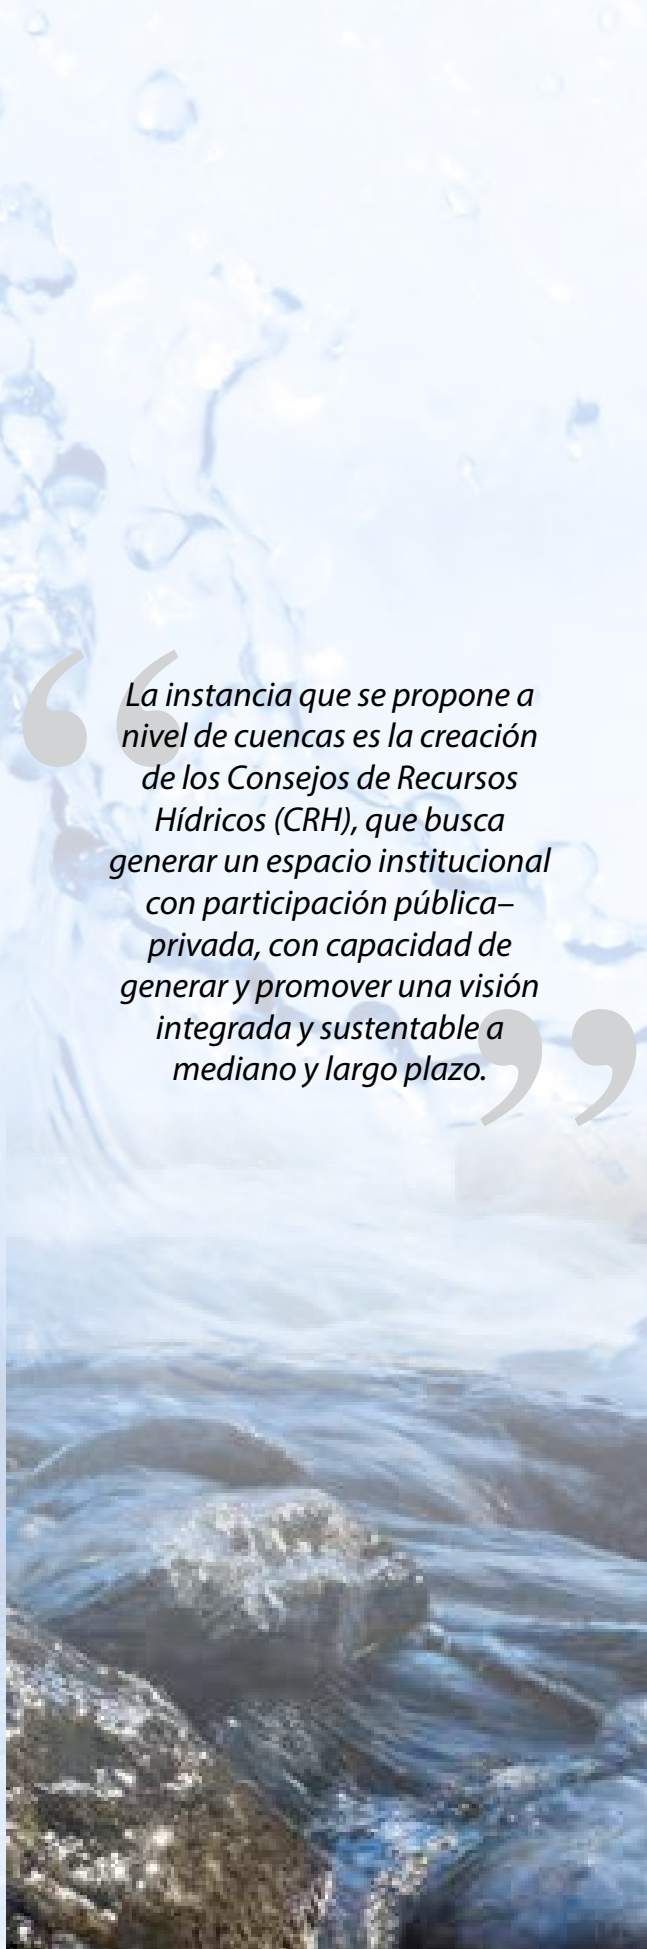 “
La instancia que se propone a
nivel de cuencas es la creación
de los Consejos de Recursos
Hídricos (CRH), que busca
generar un espacio institucional
con participación pública–
privada, con capacidad de
generar y promover una visión
integrada y sustentable a
mediano y largo plazo.
”